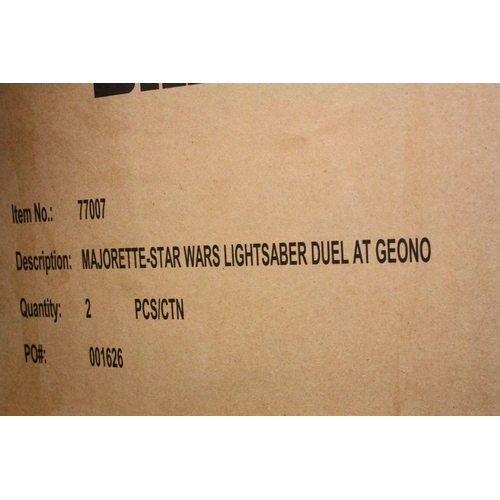 Item No.: 77007
Description: MAJORETTE-STAR WARS LIGHTSABER DUEL AT GEONO
Quantity: 2 PCS/CTN
PO#: 001626